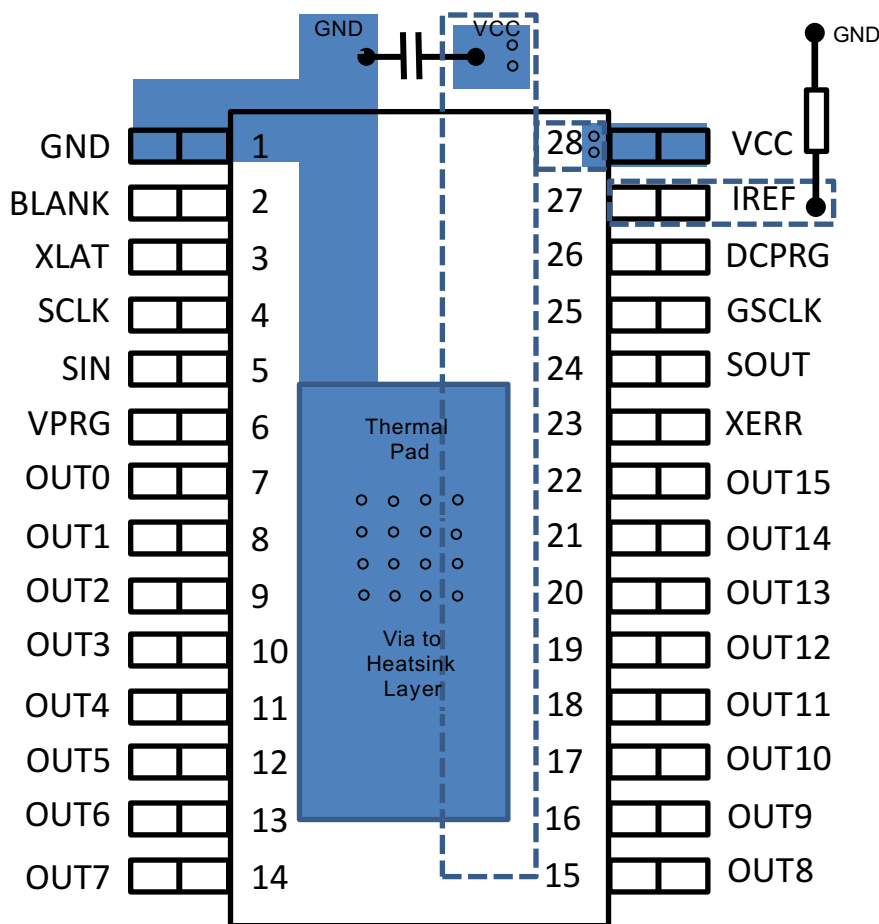 GND
VCC
GND
GND 1 28 VCC
BLANK 2 27 IREF
XLAT 3 26 DCPRG
SCLK 4 25 GSCLK
SIN 5 24 SOUT
VPRG 6 23 XERR
OUT0 7 22 OUT15
OUT1 8 21 OUT14
OUT2 9 20 OUT13
OUT3 10 19 OUT12
OUT4 11 18 OUT11
OUT5 12 17 OUT10
OUT6 13 16 OUT9
OUT7 14 15 OUT8
Thermal
Pad
Via to
Heatsink
Layer